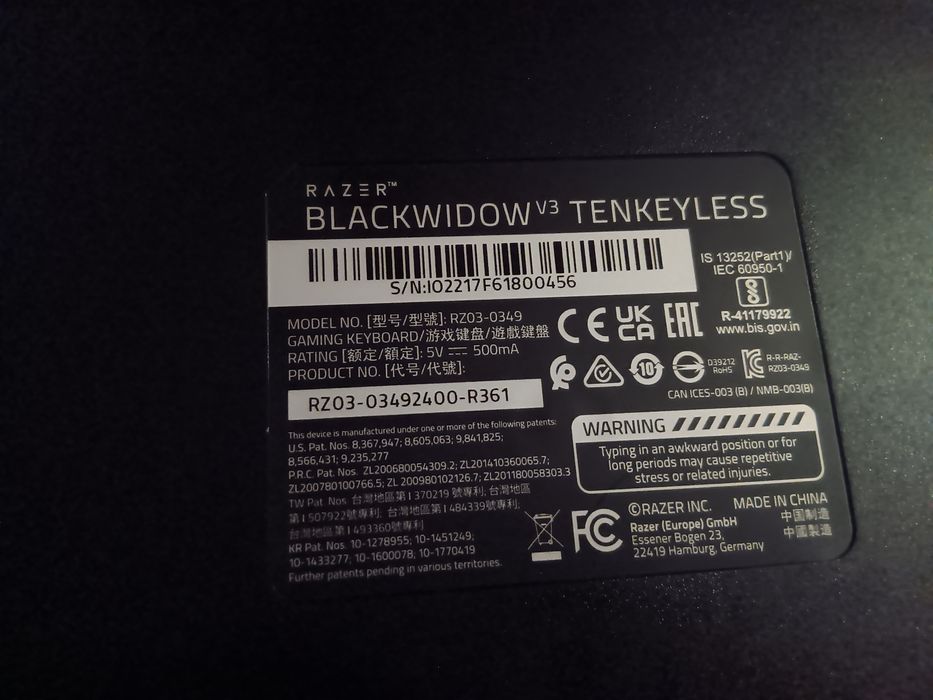 RAZER™
BLACKWIDOW V3 TENKEYLESS
S/N:IO2217F61800456
IS 13252(Part1)/
IEC 60950-1
R-41179922
www.bis.gov.in
MODEL NO. [型号/型號]: RZ03-0349
GAMING KEYBOARD/游戏键盘/遊戲鍵盤
RATING [额定/額定]: 5V ⎓ 500mA
PRODUCT NO. [代号/代號]:
RZ03-03492400-R361
CE UK CA EAC
10
D39212
RoHS
R-R-RAZ-
RZ03-0349
CAN ICES-003 (B) / NMB-003(B)
This device is manufactured under one or more of the following patents:
U.S. Pat. Nos. 8,367,947; 8,605,063; 9,841,825;
8,566,431; 9,235,277
P.R.C. Pat. Nos. ZL200680054309.2; ZL201410360065.7;
ZL200780100766.5; ZL 200980102126.7; ZL201180058303.3
TW Pat. Nos. 台灣地區第 I 370219 號專利; 台灣地區
第 I 507922號專利; 台灣地區第 I 484339號專利;
台灣地區第 I 493360號專利
KR Pat. Nos. 10-1278955; 10-1451249;
10-1433277; 10-1600078; 10-1770419
Further patents pending in various territories.
WARNING
Typing in an awkward position or for
long periods may cause repetitive
stress or related injuries.
FC
©RAZER INC.
Razer (Europe) GmbH
Essener Bogen 23,
22419 Hamburg, Germany
MADE IN CHINA
中国制造
中國製造